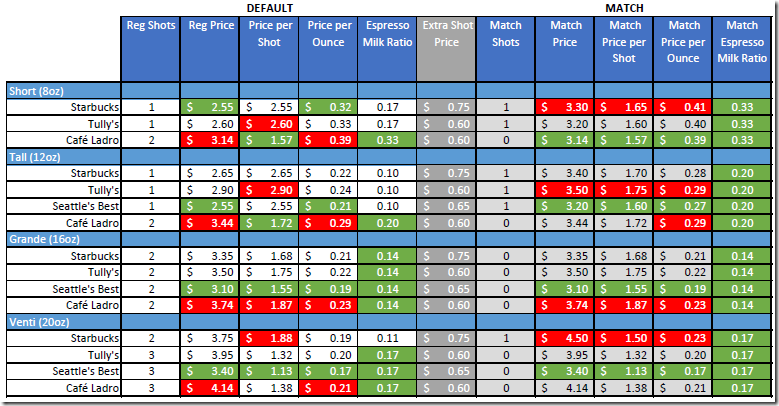 DEFAULT MATCH
Reg Shots Reg Price Price per Shot Price per Ounce Espresso Milk Ratio Extra Shot Price Match Shots Match Price Match Price per Shot Match Price per Ounce Match Espresso Milk Ratio
Short (8oz)
Starbucks 1 $ 2.55 $ 2.55 $ 0.32 0.17 $ 0.75 1 $ 3.30 $ 1.65 $ 0.41 0.33
Tully's 1 $ 2.60 $ 2.60 $ 0.33 0.17 $ 0.60 1 $ 3.20 $ 1.60 $ 0.40 0.33
Café Ladro 2 $ 3.14 $ 1.57 $ 0.39 0.33 $ 0.60 0 $ 3.14 $ 1.57 $ 0.39 0.33
Tall (12oz)
Starbucks 1 $ 2.65 $ 2.65 $ 0.22 0.10 $ 0.75 1 $ 3.40 $ 1.70 $ 0.28 0.20
Tully's 1 $ 2.90 $ 2.90 $ 0.24 0.10 $ 0.60 1 $ 3.50 $ 1.75 $ 0.29 0.20
Seattle's Best 1 $ 2.55 $ 2.55 $ 0.21 0.10 $ 0.65 1 $ 3.20 $ 1.60 $ 0.27 0.20
Café Ladro 2 $ 3.44 $ 1.72 $ 0.29 0.20 $ 0.60 0 $ 3.44 $ 1.72 $ 0.29 0.20
Grande (16oz)
Starbucks 2 $ 3.35 $ 1.68 $ 0.21 0.14 $ 0.75 0 $ 3.35 $ 1.68 $ 0.21 0.14
Tully's 2 $ 3.50 $ 1.75 $ 0.22 0.14 $ 0.60 0 $ 3.50 $ 1.75 $ 0.22 0.14
Seattle's Best 2 $ 3.10 $ 1.55 $ 0.19 0.14 $ 0.65 0 $ 3.10 $ 1.55 $ 0.19 0.14
Café Ladro 2 $ 3.74 $ 1.87 $ 0.23 0.14 $ 0.60 0 $ 3.74 $ 1.87 $ 0.23 0.14
Venti (20oz)
Starbucks 2 $ 3.75 $ 1.88 $ 0.19 0.11 $ 0.75 1 $ 4.50 $ 1.50 $ 0.23 0.17
Tully's 3 $ 3.95 $ 1.32 $ 0.20 0.17 $ 0.60 0 $ 3.95 $ 1.32 $ 0.20 0.17
Seattle's Best 3 $ 3.40 $ 1.13 $ 0.17 0.17 $ 0.65 0 $ 3.40 $ 1.13 $ 0.17 0.17
Café Ladro 3 $ 4.14 $ 1.38 $ 0.21 0.17 $ 0.60 0 $ 4.14 $ 1.38 $ 0.21 0.17